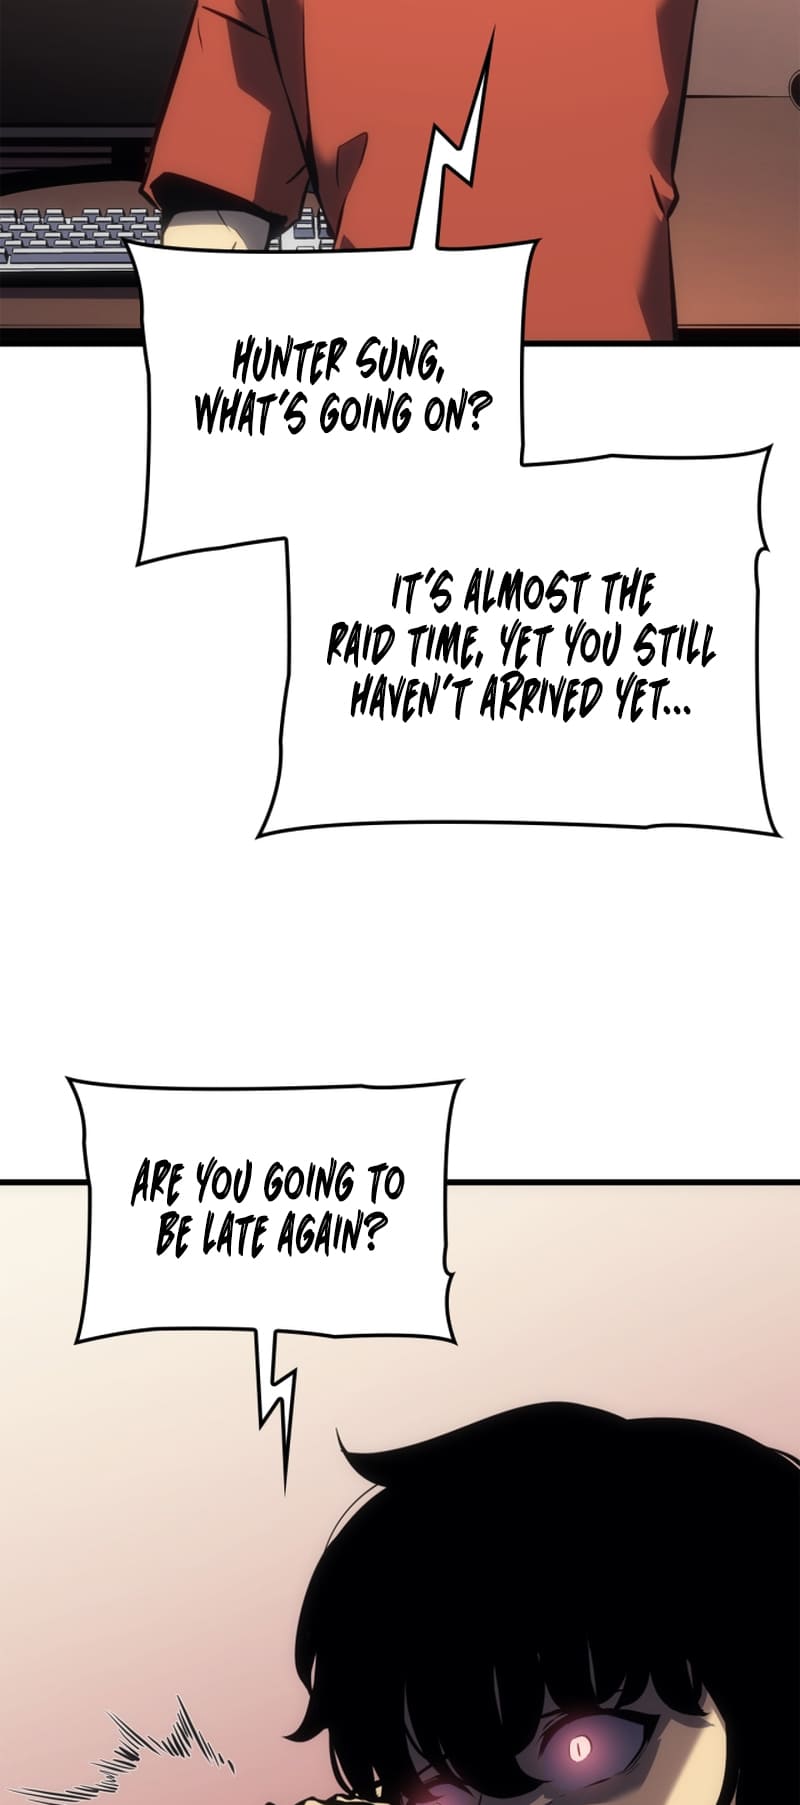 HUNTER SUNG,
WHAT'S GOING ON?
IT'S ALMOST THE
RAID TIME, YET YOU STILL
HAVEN'T ARRIVED YET...
ARE YOU GOING TO
BE LATE AGAIN?